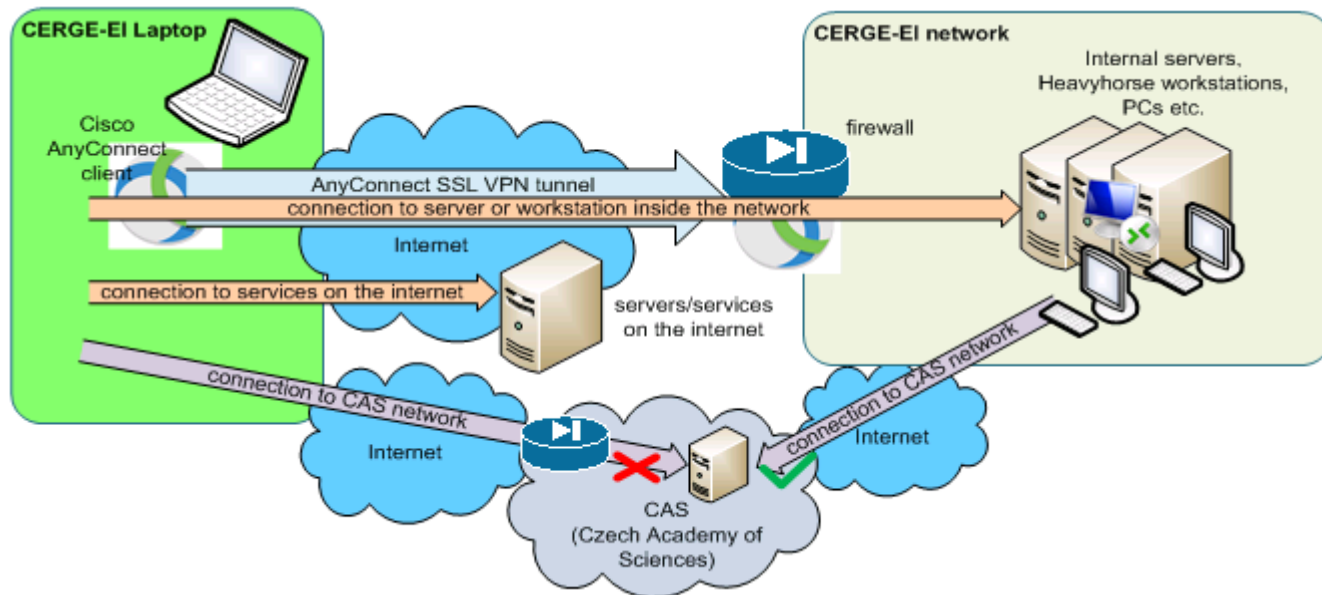 CERGE-EI Laptop
CERGE-EI network
Internal servers,
Heavyhorse workstations,
PCs etc.
Cisco
AnyConnect
client
firewall
AnyConnect SSL VPN tunnel
connection to server or workstation inside the network
Internet
connection to services on the internet
servers/services
on the internet
connection to CAS network
connection to CAS network
Internet
Internet
CAS
(Czech Academy of
Sciences)